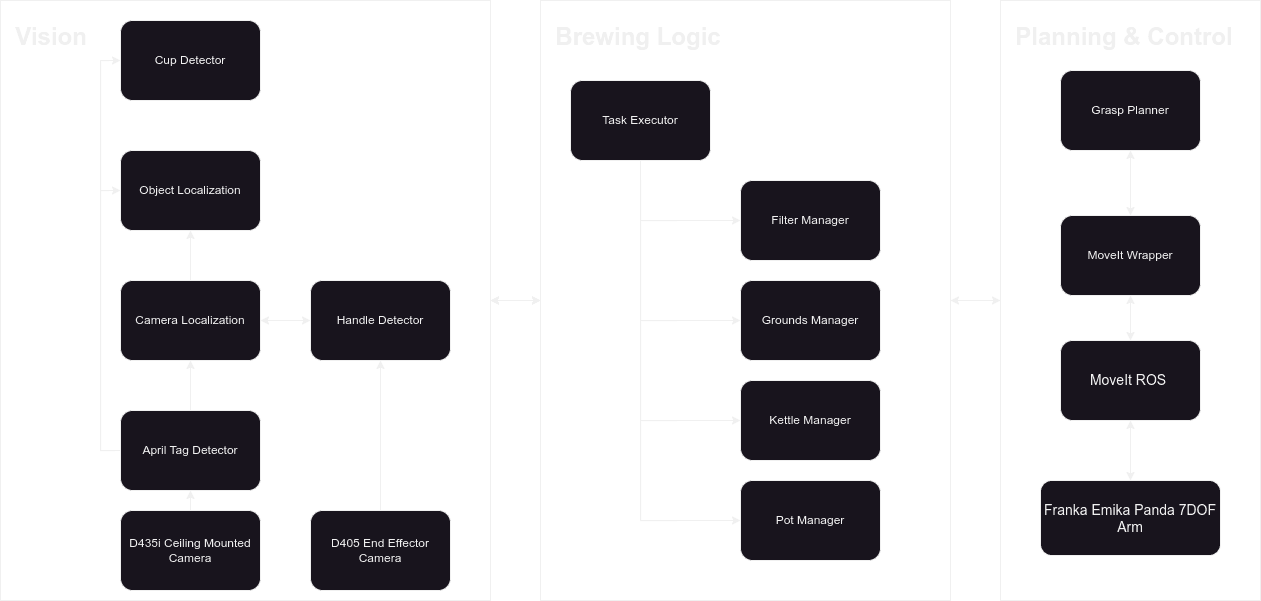 Vision
Cup Detector
Object Localization
Camera Localization
Handle Detector
April Tag Detector
D435i Ceiling Mounted
Camera
D405 End Effector
Camera
Brewing Logic
Task Executor
Filter Manager
Grounds Manager
Kettle Manager
Pot Manager
Planning & Control
Grasp Planner
MoveIt Wrapper
MoveIt ROS
Franka Emika Panda 7DOF
Arm